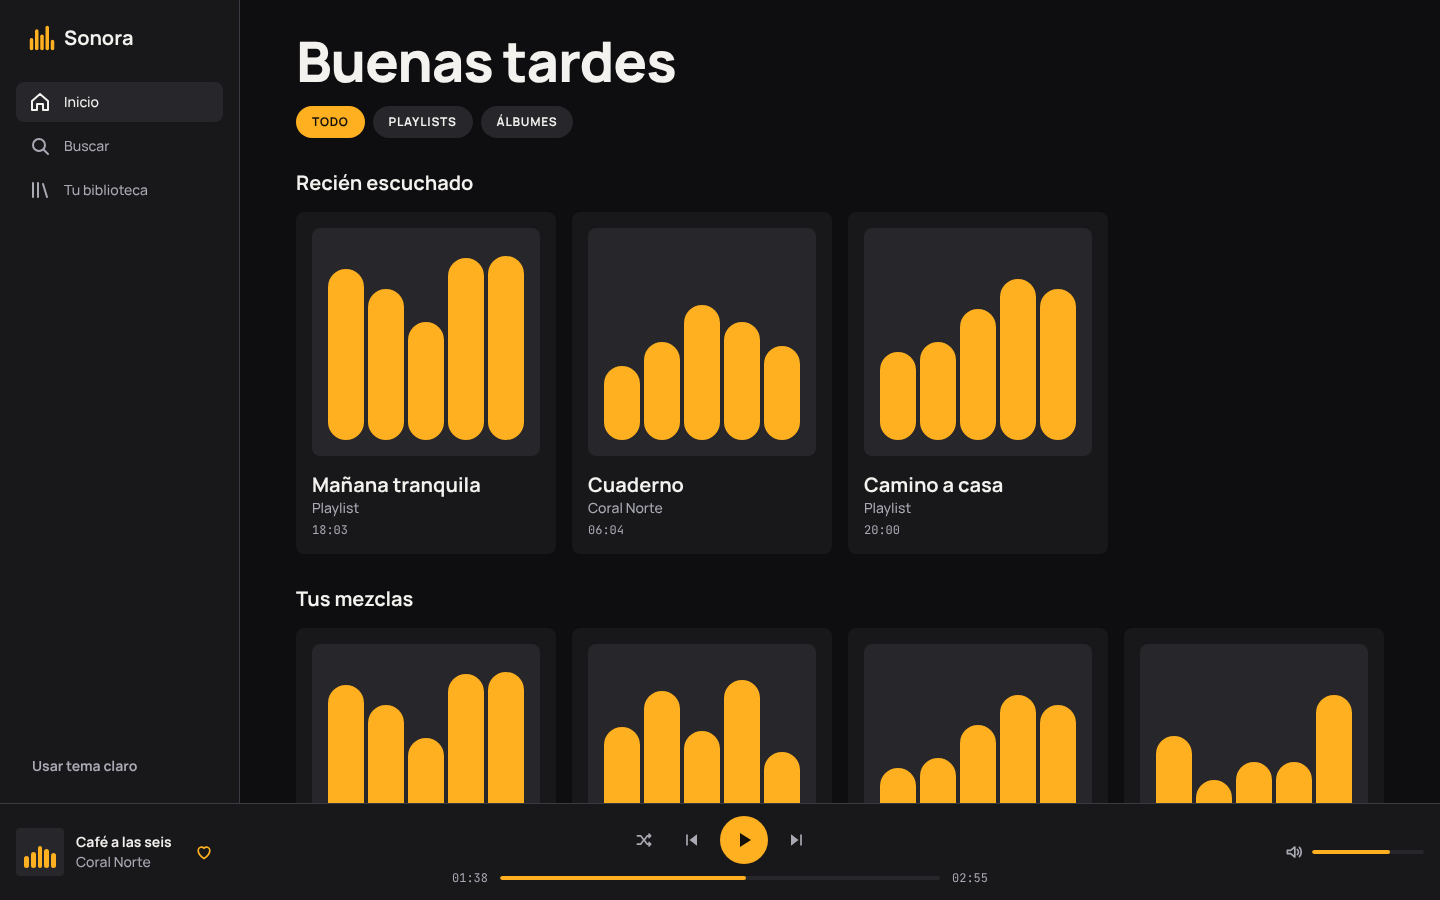 Sonora
Inicio
Buscar
Tu biblioteca
Usar tema claro
Buenas tardes
TODO
PLAYLISTS
ÁLBUMES
Recién escuchado
Mañana tranquila
Playlist
18:03
Cuaderno
Coral Norte
06:04
Camino a casa
Playlist
20:00
Tus mezclas
Café a las seis
Coral Norte
01:38
02:55